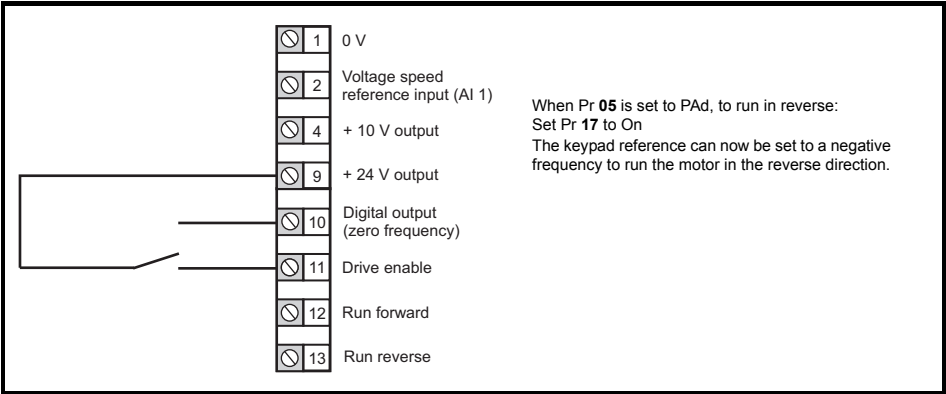 1 0 V
2 Voltage speed
reference input (AI 1)
4 + 10 V output
9 + 24 V output
10 Digital output
(zero frequency)
11 Drive enable
12 Run forward
13 Run reverse
When Pr 05 is set to PAd, to run in reverse:
Set Pr 17 to On
The keypad reference can now be set to a negative
frequency to run the motor in the reverse direction.